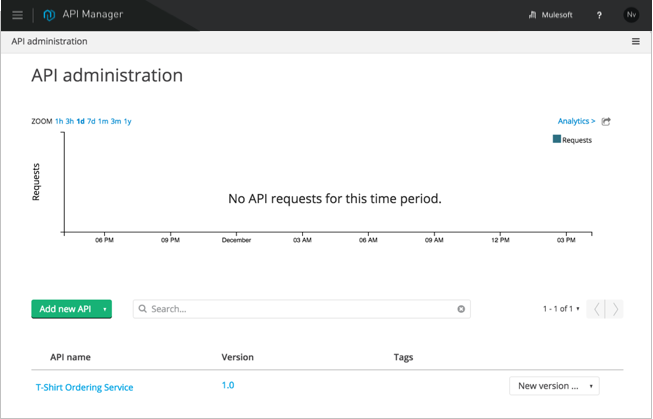 API Manager
Mulesoft ? Nv
API administration
API administration
ZOOM 1h 3h 1d 7d 1m 3m 1y
Analytics >
Requests
Requests
No API requests for this time period.
06 PM 09 PM December 03 AM 06 AM 09 AM 12 PM 03 PM
Add new API
Search...
1 - 1 of 1
API name Version Tags
T-Shirt Ordering Service 1.0 New version ...